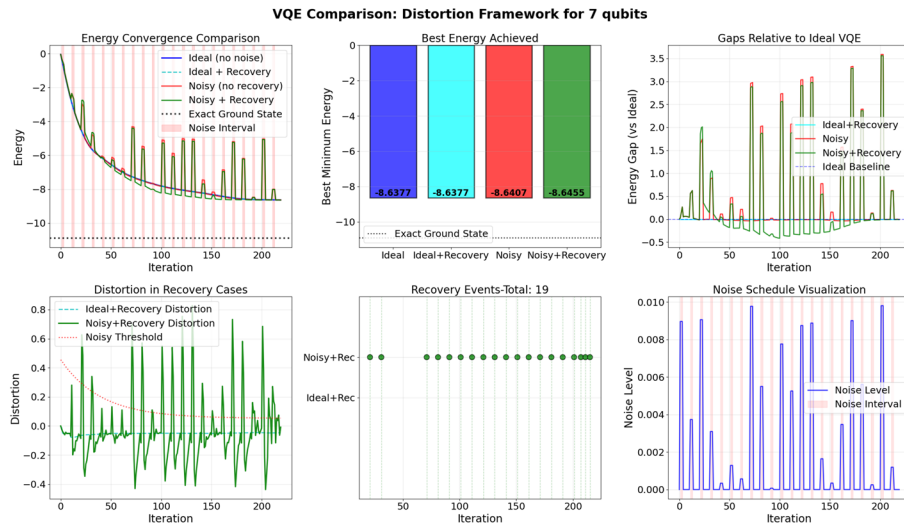 VQE Comparison: Distortion Framework for 7 qubits
Energy Convergence Comparison
Energy
0
−2
−4
−6
−8
−10
0 50 100 150 200
Iteration
Ideal (no noise)
Ideal + Recovery
Noisy (no recovery)
Noisy + Recovery
Exact Ground State
Noise Interval
Best Energy Achieved
Best Minimum Energy
0
−2
−4
−6
−8
−10
-8.6377 -8.6377 -8.6407 -8.6455
Exact Ground State
Ideal Ideal+Recovery Noisy Noisy+Recovery
Gaps Relative to Ideal VQE
Energy Gap (vs Ideal)
3.5
3.0
2.5
2.0
1.5
1.0
0.5
0.0
−0.5
0 50 100 150 200
Iteration
Ideal+Recovery
Noisy
Noisy+Recovery
Ideal Baseline
Distortion in Recovery Cases
Distortion
0.8
0.6
0.4
0.2
0.0
−0.2
−0.4
0 50 100 150 200
Iteration
Ideal+Recovery Distortion
Noisy+Recovery Distortion
Noisy Threshold
Recovery Events-Total: 19
Noisy+Rec
Ideal+Rec
50 100 150 200
Iteration
Noise Schedule Visualization
Noise Level
0.010
0.008
0.006
0.004
0.002
0.000
0 50 100 150 200
Iteration
Noise Level
Noise Interval